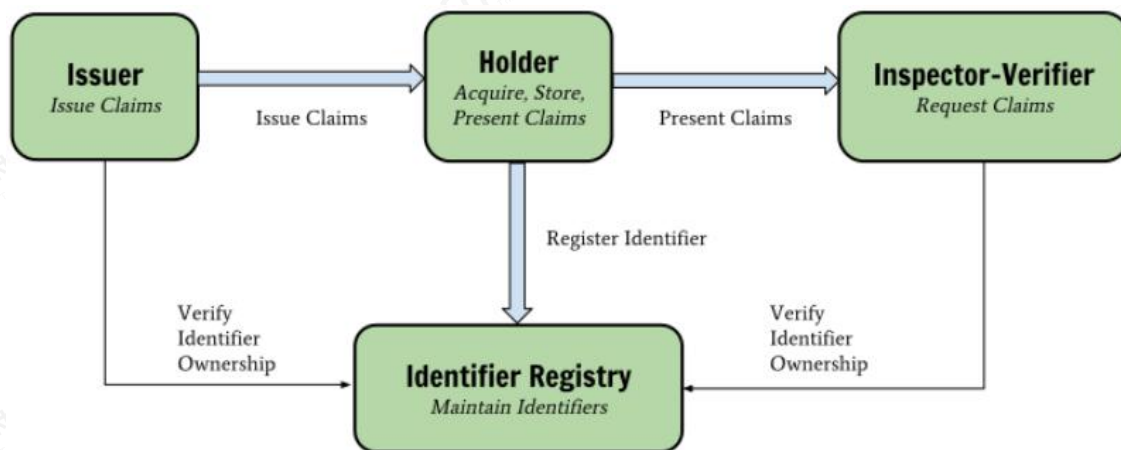 Issuer
Issue Claims
Issue Claims
Holder
Acquire, Store,
Present Claims
Present Claims
Inspector-Verifier
Request Claims
Register Identifier
Verify
Identifier
Ownership
Verify
Identifier
Ownership
Identifier Registry
Maintain Identifiers